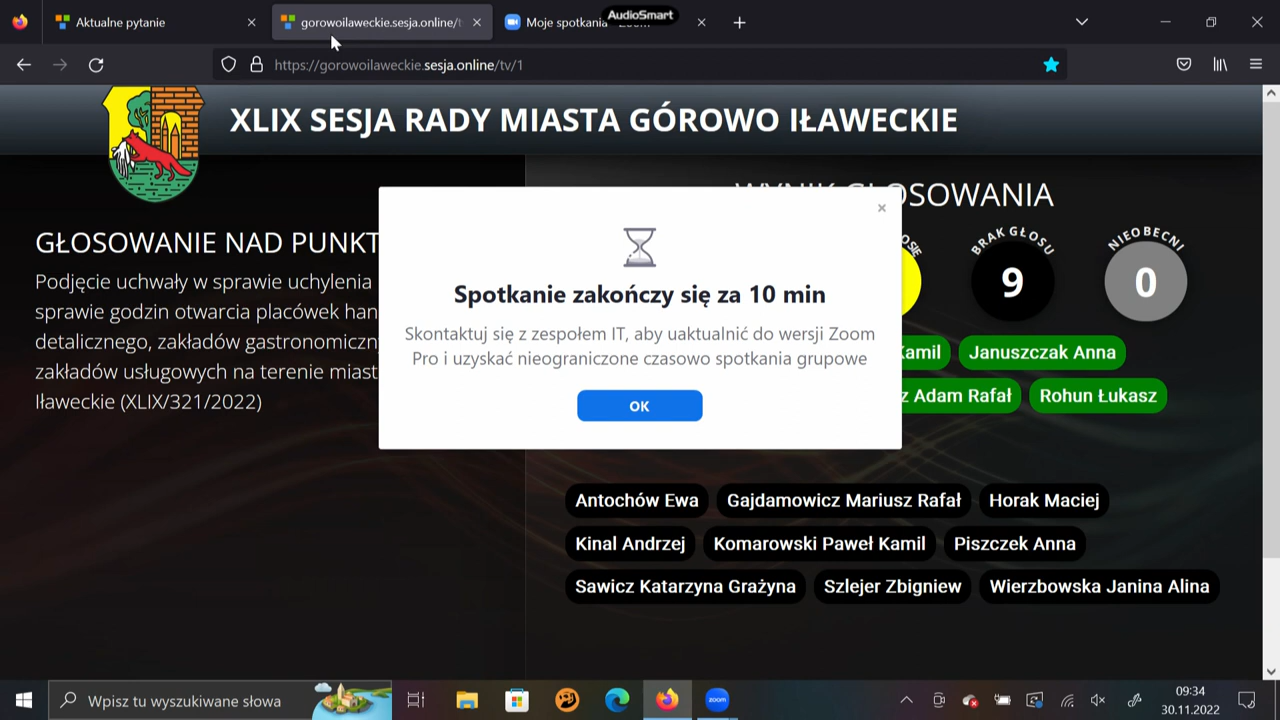 Aktualne pytanie
gorowoilaweckie.sesja.online/t
Moje spotkania
Zoom
AudioSmart
https://gorowoilaweckie.sesja.online/tv/1
XLIX SESJA RADY MIASTA GÓROWO IŁAWECKIE
GŁOSOWANIE NAD PUNKT
Podjęcie uchwały w sprawie uchylenia
sprawie godzin otwarcia placówek han
detalicznego, zakładów gastronomiczn
zakładów usługowych na terenie miast
Iławeckie (XLIX/321/2022)
WYNIK GŁOSOWANIA
BRAK GŁOSU
9
NIEOBECNI
0
Kamil
Januszczak Anna
z Adam Rafał
Rohun Łukasz
Antochów Ewa
Gajdamowicz Mariusz Rafał
Horak Maciej
Kinal Andrzej
Komarowski Paweł Kamil
Piszczek Anna
Sawicz Katarzyna Grażyna
Szlejer Zbigniew
Wierzbowska Janina Alina
Spotkanie zakończy się za 10 min
Skontaktuj się z zespołem IT, aby uaktualnić do wersji Zoom
Pro i uzyskać nieograniczone czasowo spotkania grupowe
OK
Wpisz tu wyszukiwane słowa
zoom
09:34
30.11.2022